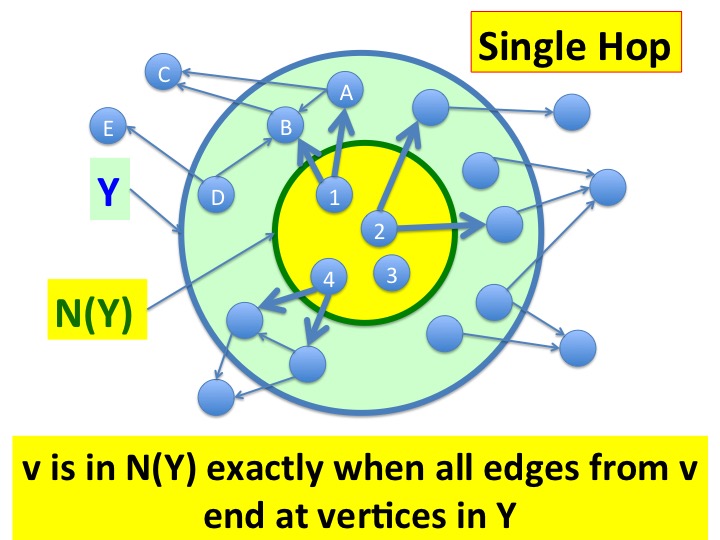 Single Hop
C
A
E
B
Y
D
1
2
4
3
N(Y)
v is in N(Y) exactly when all edges from v
end at vertices in Y